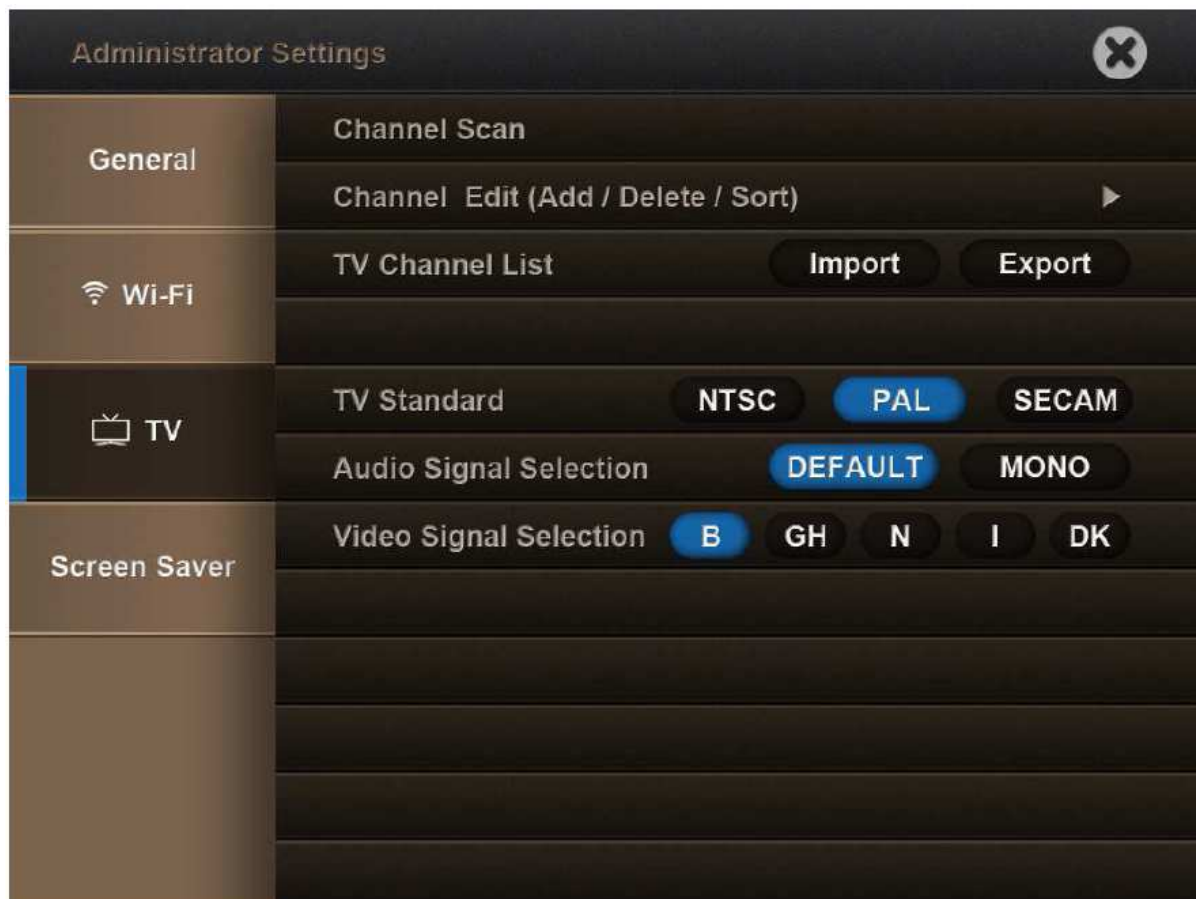 Administrator Settings
General
Wi-Fi
TV
Screen Saver
Channel Scan
Channel Edit (Add / Delete / Sort)
TV Channel List Import Export
TV Standard NTSC PAL SECAM
Audio Signal Selection DEFAULT MONO
Video Signal Selection B GH N I DK